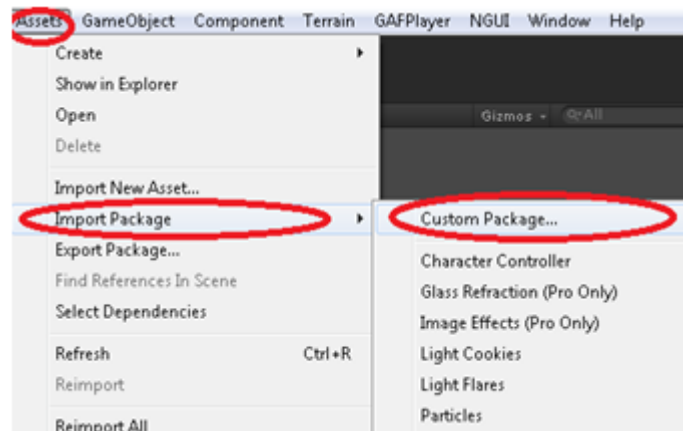 Assets GameObject Component Terrain GAFPlayer NGUI Window Help
Create
Show in Explorer
Open
Delete
Gizmos
All
Import New Asset...
Import Package
Export Package...
Find References In Scene
Select Dependencies
Refresh Ctrl+R
Reimport
Reimport All
Custom Package...
Character Controller
Glass Refraction (Pro Only)
Image Effects (Pro Only)
Light Cookies
Light Flares
Particles